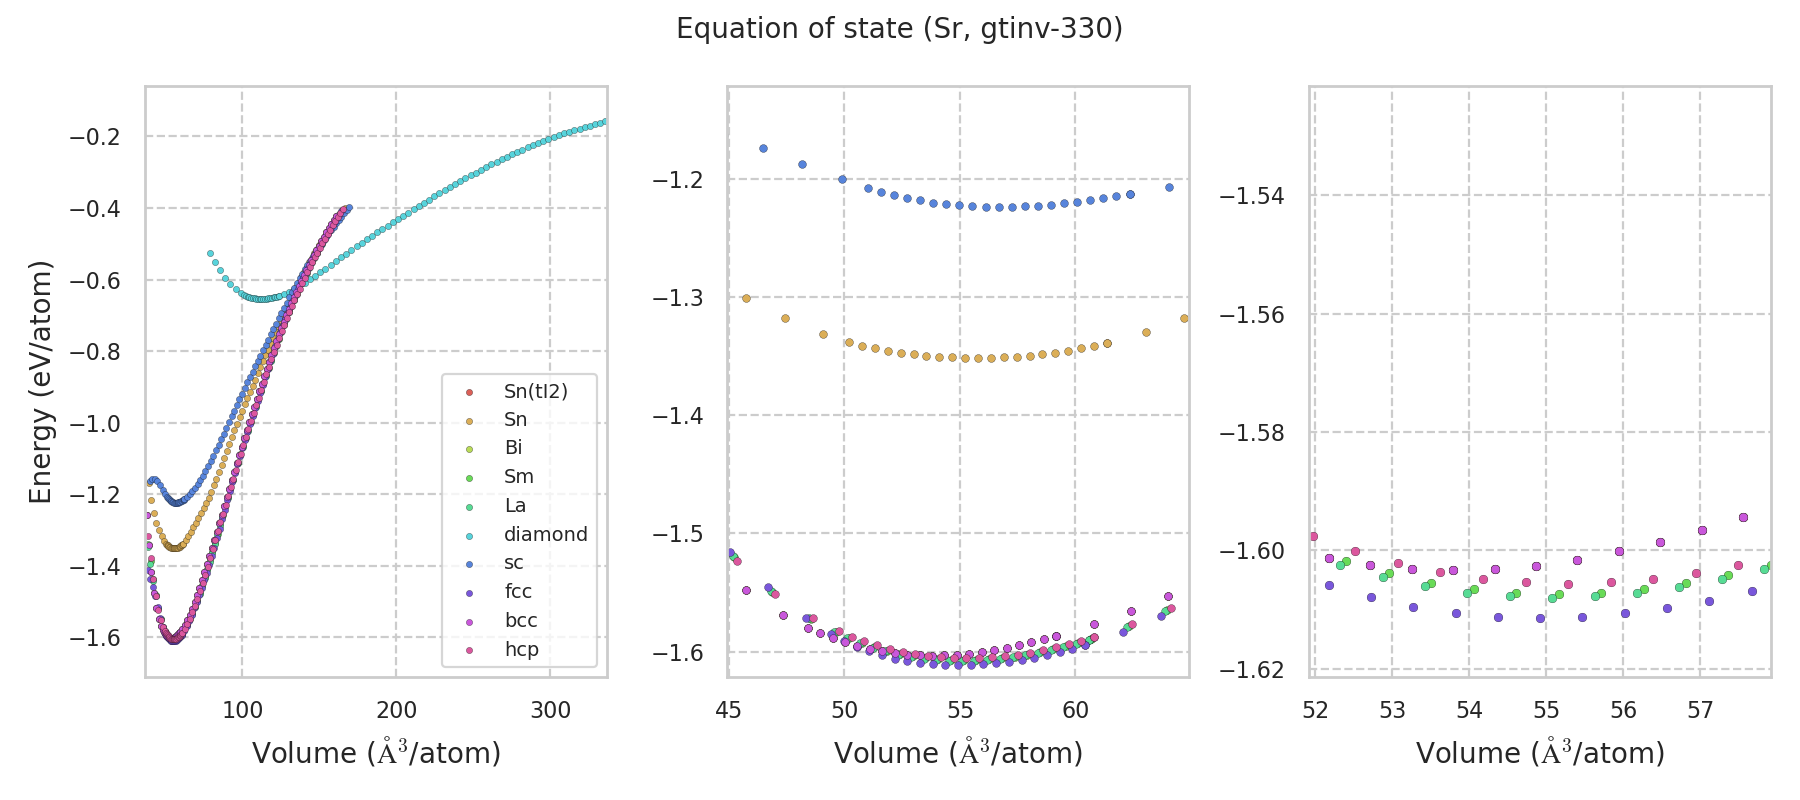 Equation of state (Sr, gtinv-330)
Energy (eV/atom)
−0.2
−0.4
−0.6
−0.8
−1.0
−1.2
−1.4
−1.6
100 200 300
Volume (Å³/atom)
Sn(tI2)
Sn
Bi
Sm
La
diamond
sc
fcc
bcc
hcp
−1.2
−1.3
−1.4
−1.5
−1.6
45 50 55 60
Volume (Å³/atom)
−1.54
−1.56
−1.58
−1.60
−1.62
52 53 54 55 56 57
Volume (Å³/atom)